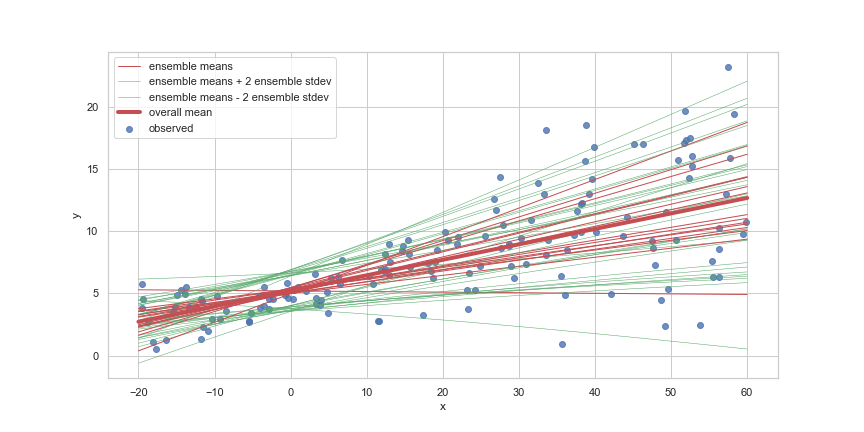 ensemble means
ensemble means + 2 ensemble stdev
ensemble means - 2 ensemble stdev
overall mean
observed
20
15
10
5
0
y
−20 −10 0 10 20 30 40 50 60
x